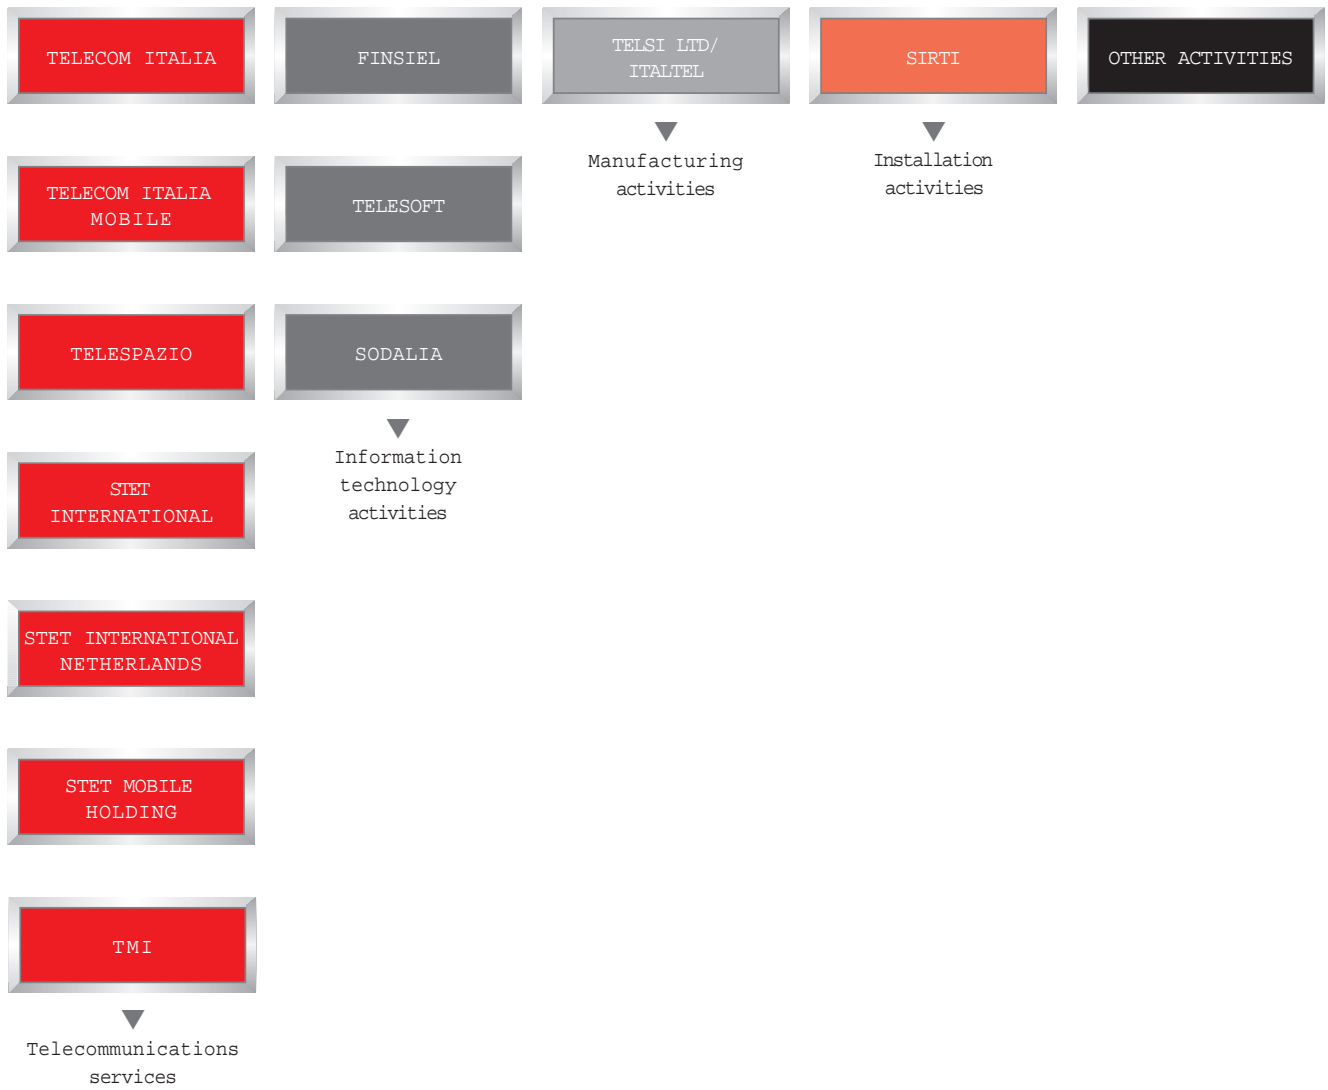 TELECOM ITALIA
TELECOM ITALIA
MOBILE
TELESPAZIO
STET
INTERNATIONAL
STET INTERNATIONAL
NETHERLANDS
STET MOBILE
HOLDING
TMI
Telecommunications
services
FINSIEL
TELESOFT
SODALIA
Information
technology
activities
TELSI LTD/
ITALTEL
Manufacturing
activities
SIRTI
Installation
activities
OTHER ACTIVITIES